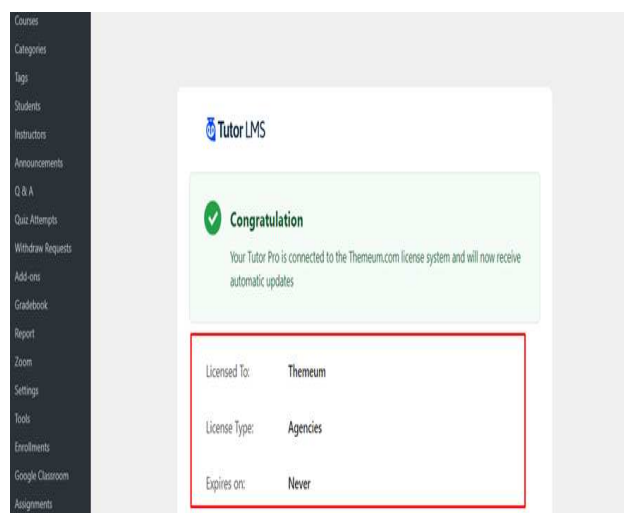 Courses
Categories
Tags
Students
Instructors
Announcements
Q & A
Quiz Attempts
Withdraw Requests
Add-ons
Gradebook
Report
Zoom
Settings
Tools
Enrollments
Google Classroom
Assignments
Tutor LMS
Congratulation
Your Tutor Pro is connected to the Themeum.com license system and will now receive
automatic updates
Licensed To: Themeum
License Type: Agencies
Expires on: Never